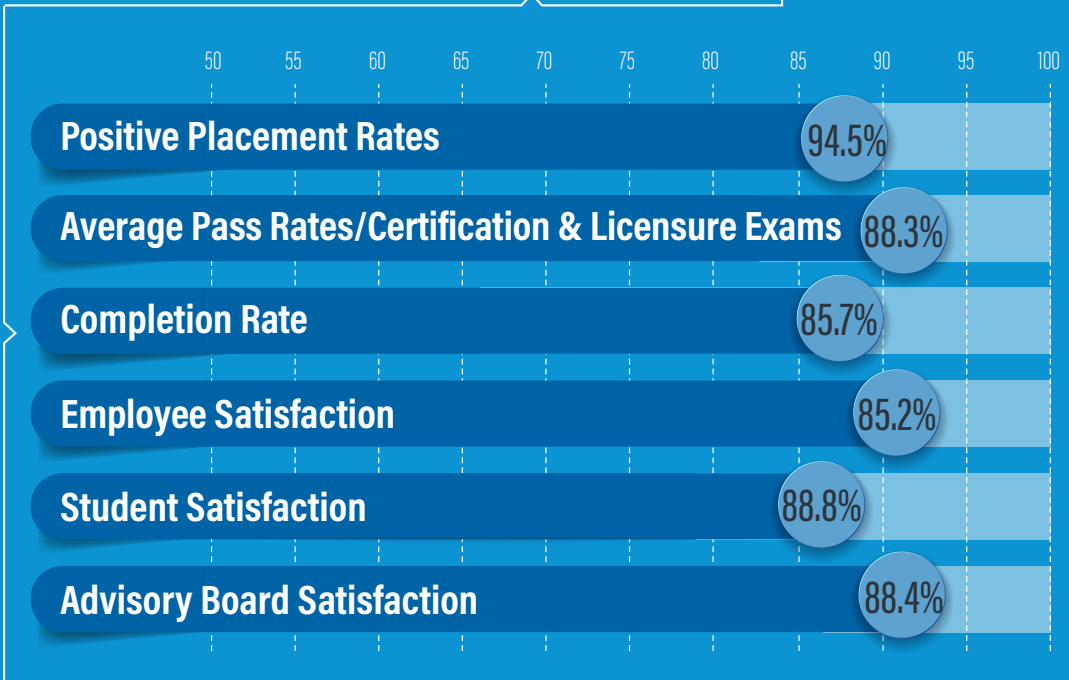 50 55 60 65 70 75 80 85 90 95 100
Positive Placement Rates 94.5%
Average Pass Rates/Certification & Licensure Exams 88.3%
Completion Rate 85.7%
Employee Satisfaction 85.2%
Student Satisfaction 88.8%
Advisory Board Satisfaction 88.4%